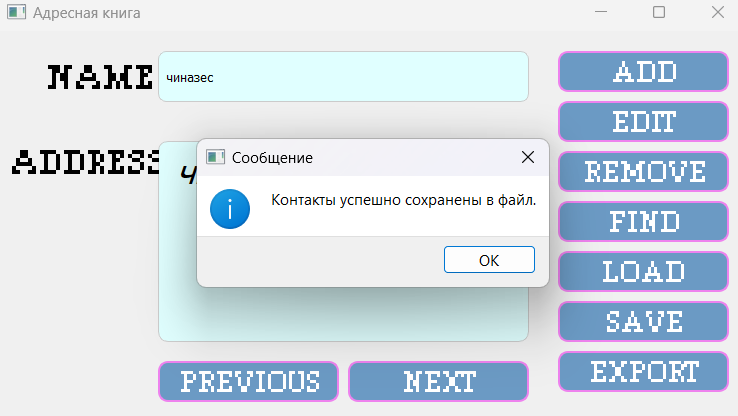 Адресная книга
NAME
чиназес
ADD
EDIT
ADDRESS
Сообщение
Контакты успешно сохранены в файл.
OK
REMOVE
FIND
LOAD
SAVE
EXPORT
PREVIOUS
NEXT